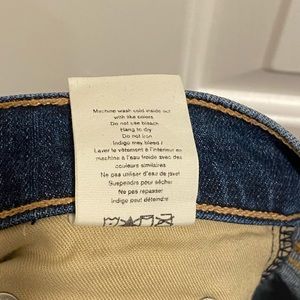 Machine wash cold inside out
with like colors
Do not use bleach
Hang to dry
Do not iron
Indigo may bleed /
Laver le vêtement à l'intérieur en
machine à l'eau froide avec des
couleurs similaires
Ne pas utiliser d'eau de javel
Suspendre pour sécher
Ne pas repasser
Indigo peut déteindre